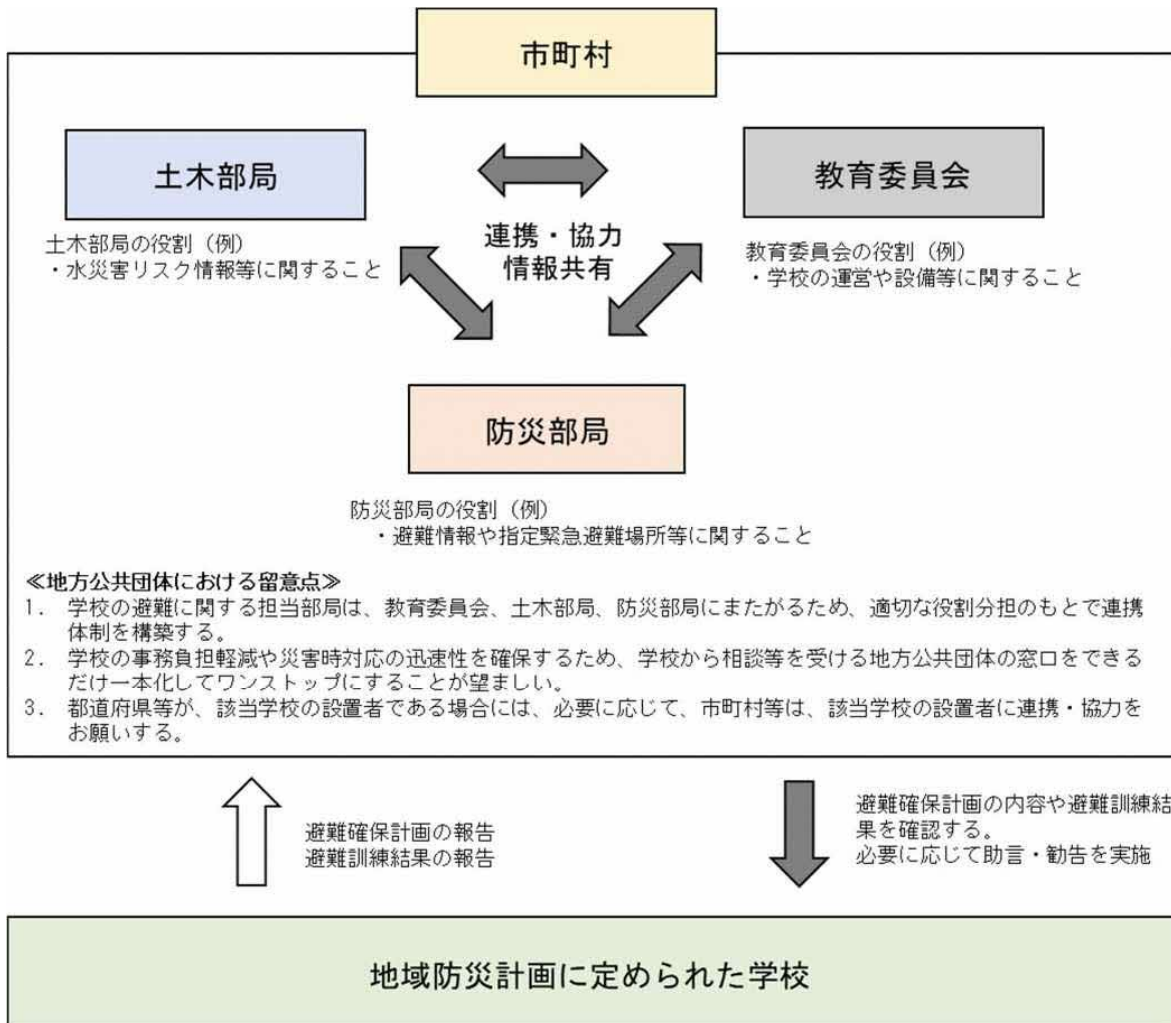 市町村
土木部局
教育委員会
土木部局の役割（例）
・水災害リスク情報等に関すること
連携・協力
情報共有
教育委員会の役割（例）
・学校の運営や設備等に関すること
防災部局
防災部局の役割（例）
・避難情報や指定緊急避難場所等に関すること
≪地方公共団体における留意点≫
1. 学校の避難に関する担当部局は、教育委員会、土木部局、防災部局にまたがるため、適切な役割分担のもとで連携
体制を構築する。
2. 学校の事務負担軽減や災害時対応の迅速性を確保するため、学校から相談等を受ける地方公共団体の窓口をできる
だけ一本化してワンストップにすることが望ましい。
3. 都道府県等が、該当学校の設置者である場合には、必要に応じて、市町村等は、該当学校の設置者に連携・協力を
お願いする。
避難確保計画の報告
避難訓練結果の報告
避難確保計画の内容や避難訓練結
果を確認する。
必要に応じて助言・勧告を実施
地域防災計画に定められた学校